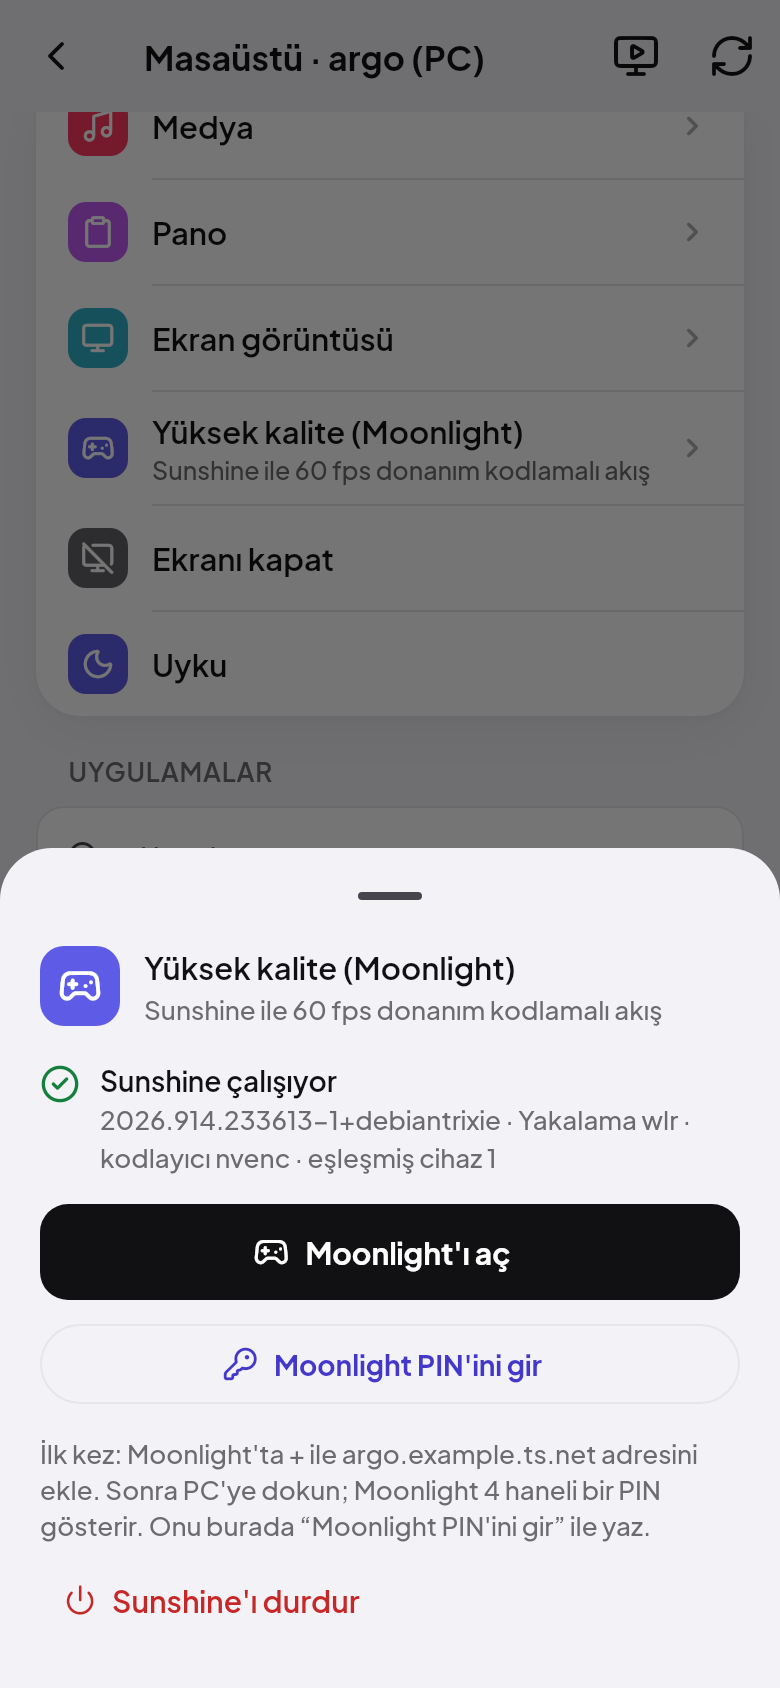 Masaüstü · argo (PC)
Medya
Pano
Ekran görüntüsü
Yüksek kalite (Moonlight)
Sunshine ile 60 fps donanım kodlamalı akış
Ekranı kapat
Uyku
UYGULAMALAR
Yüksek kalite (Moonlight)
Sunshine ile 60 fps donanım kodlamalı akış
Sunshine çalışıyor
2026.914.233613-1+debiantrixie · Yakalama wlr ·
kodlayıcı nvenc · eşleşmiş cihaz 1
Moonlight'ı aç
Moonlight PIN'ini gir
İlk kez: Moonlight'ta + ile argo.example.ts.net adresini
ekle. Sonra PC'ye dokun; Moonlight 4 haneli bir PIN
gösterir. Onu burada “Moonlight PIN'ini gir” ile yaz.
Sunshine'ı durdur